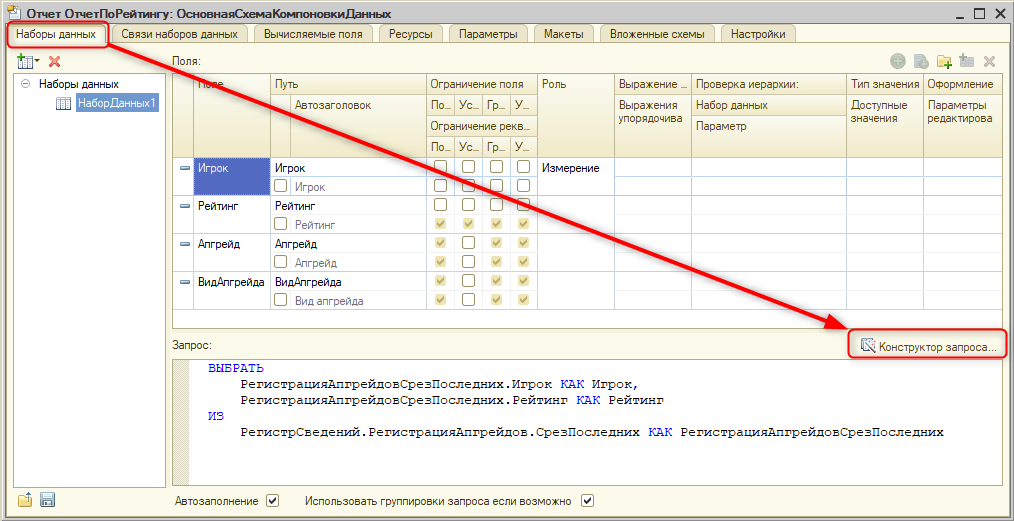 Отчет ОтчетПоРейтингу: ОсновнаяСхемаКомпоновкиДанных
Наборы данных Связи наборов данных Вычисляемые поля Ресурсы Параметры Макеты Вложенные схемы Настройки
Поля:
Наборы данных
НаборДанных1
Поле Путь Ограничение поля Роль Выражение ... Проверка иерархии: Тип значения Оформление
Автозаголовок По... Ус... Гр... У... Выражения упорядочива Набор данных Доступные значения Параметры редактирова
Ограничение рекв... Параметр
По... Ус... Гр... У...
Игрок Игрок Измерение
Игрок
Рейтинг Рейтинг
Рейтинг
Апгрейд Апгрейд
Апгрейд
ВидАпгрейда ВидАпгрейда
Вид апгрейда
Запрос: Конструктор запроса...
ВЫБРАТЬ
РегистрацияАпгрейдовСрезПоследних.Игрок КАК Игрок,
РегистрацияАпгрейдовСрезПоследних.Рейтинг КАК Рейтинг
ИЗ
РегистрСведений.РегистрацияАпгрейдов.СрезПоследних КАК РегистрацияАпгрейдовСрезПоследних
Автозаполнение Использовать группировки запроса если возможно